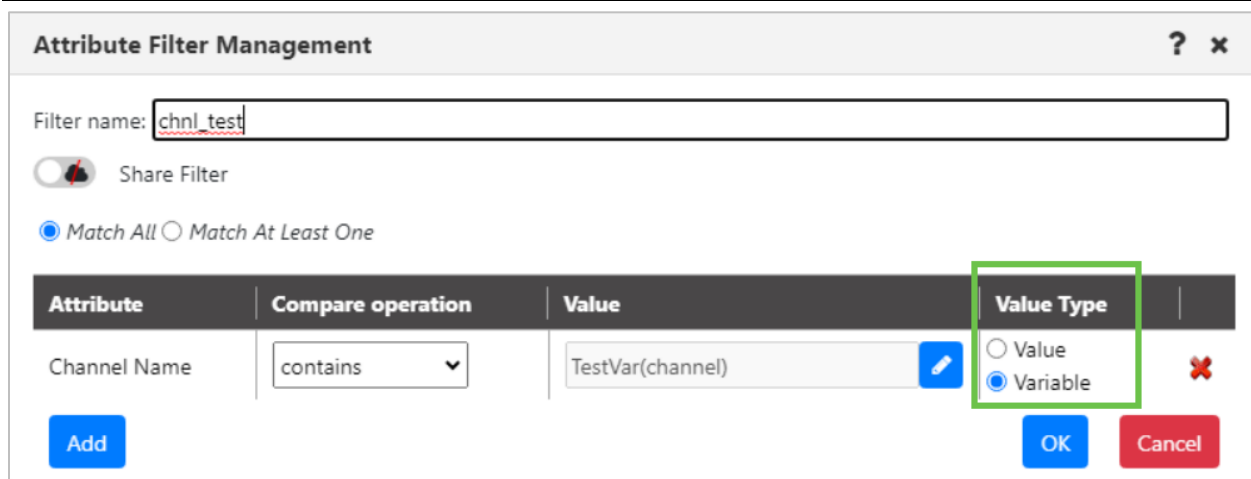 Attribute Filter Management ? ×
Filter name: chnl_test
Share Filter
Match All Match At Least One
Attribute Compare operation Value Value Type
Channel Name contains TestVar(channel) Value
Variable
Add OK Cancel